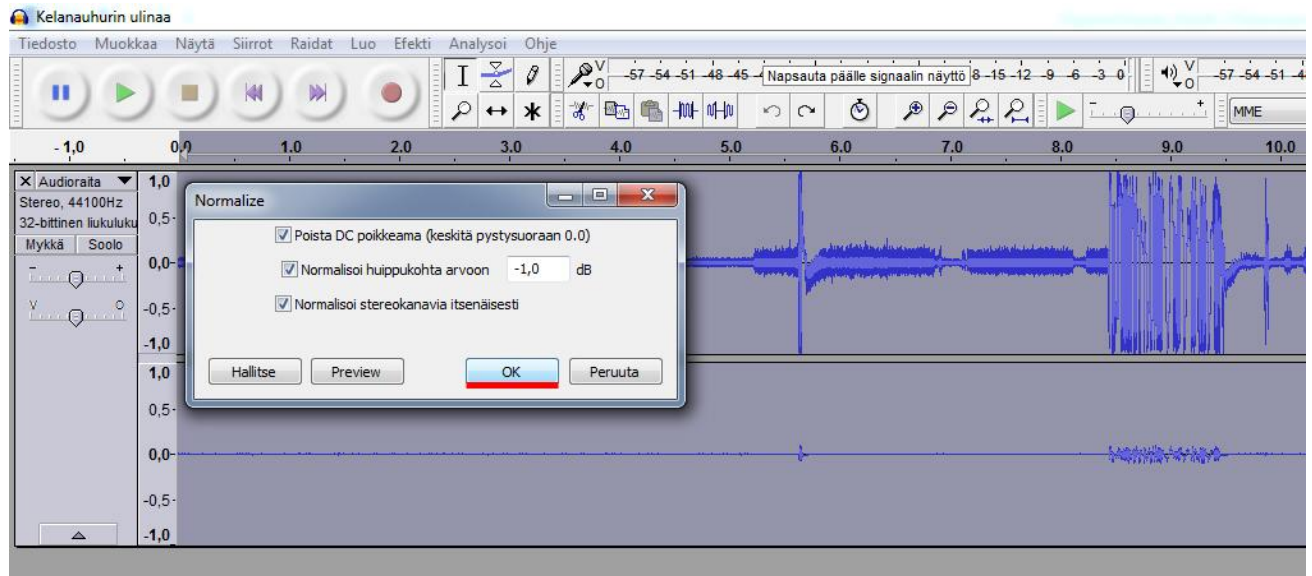 Kelanauhurin ulinaa
Tiedosto Muokkaa Näytä Siirrot Raidat Luo Efekti Analysoi Ohje
V O -57 -54 -51 -48 -45 -4 Napsauta päälle signaalin näyttö 8 -15 -12 -9 -6 -3 0 V O -57 -54 -51 -4
MME
- 1,0 0,0 1.0 2.0 3.0 4.0 5.0 6.0 7.0 8.0 9.0 10.0
X Audioraita 1,0
Stereo, 44100Hz
32-bittinen liukuluku 0,5-
Mykkä Soolo
- + 0,0-
V O -0,5-
-1,0
Normalize
Poista DC poikkeama (keskitä pystysuoraan 0.0)
Normalisoi huippukohta arvoon -1,0 dB
Normalisoi stereokanavia itsenäisesti
Hallitse Preview OK Peruuta
1,0
0,5-
0,0-
-0,5-
-1,0